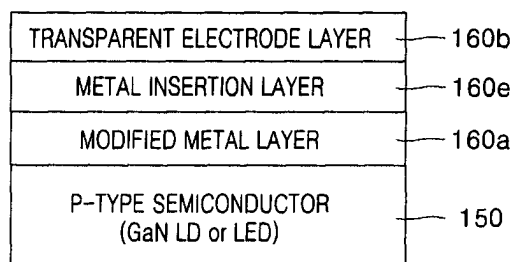 TRANSPARENT ELECTRODE LAYER 160b
METAL INSERTION LAYER 160e
MODIFIED METAL LAYER 160a
P-TYPE SEMICONDUCTOR
(GaN LD or LED) 150